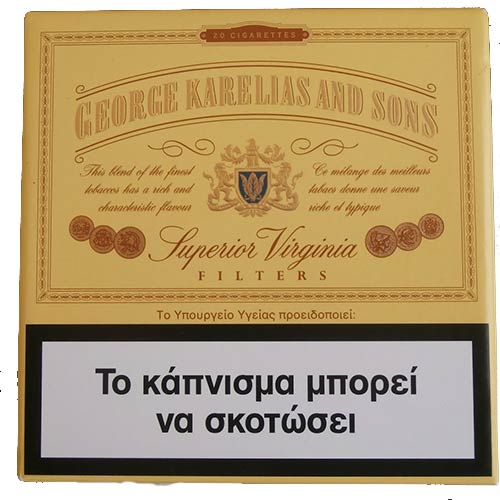 20 CIGARETTES
GEORGE KARELIAS AND SONS
This blend of the finest
tobaccos has a rich and
characteristic flavour
Ce mélange des meilleurs
tabacs donne une saveur
riche et typique
Superior Virginia
FILTERS
Το Υπουργείο Υγείας προειδοποιεί:
Το κάπνισμα μπορεί
να σκοτώσει